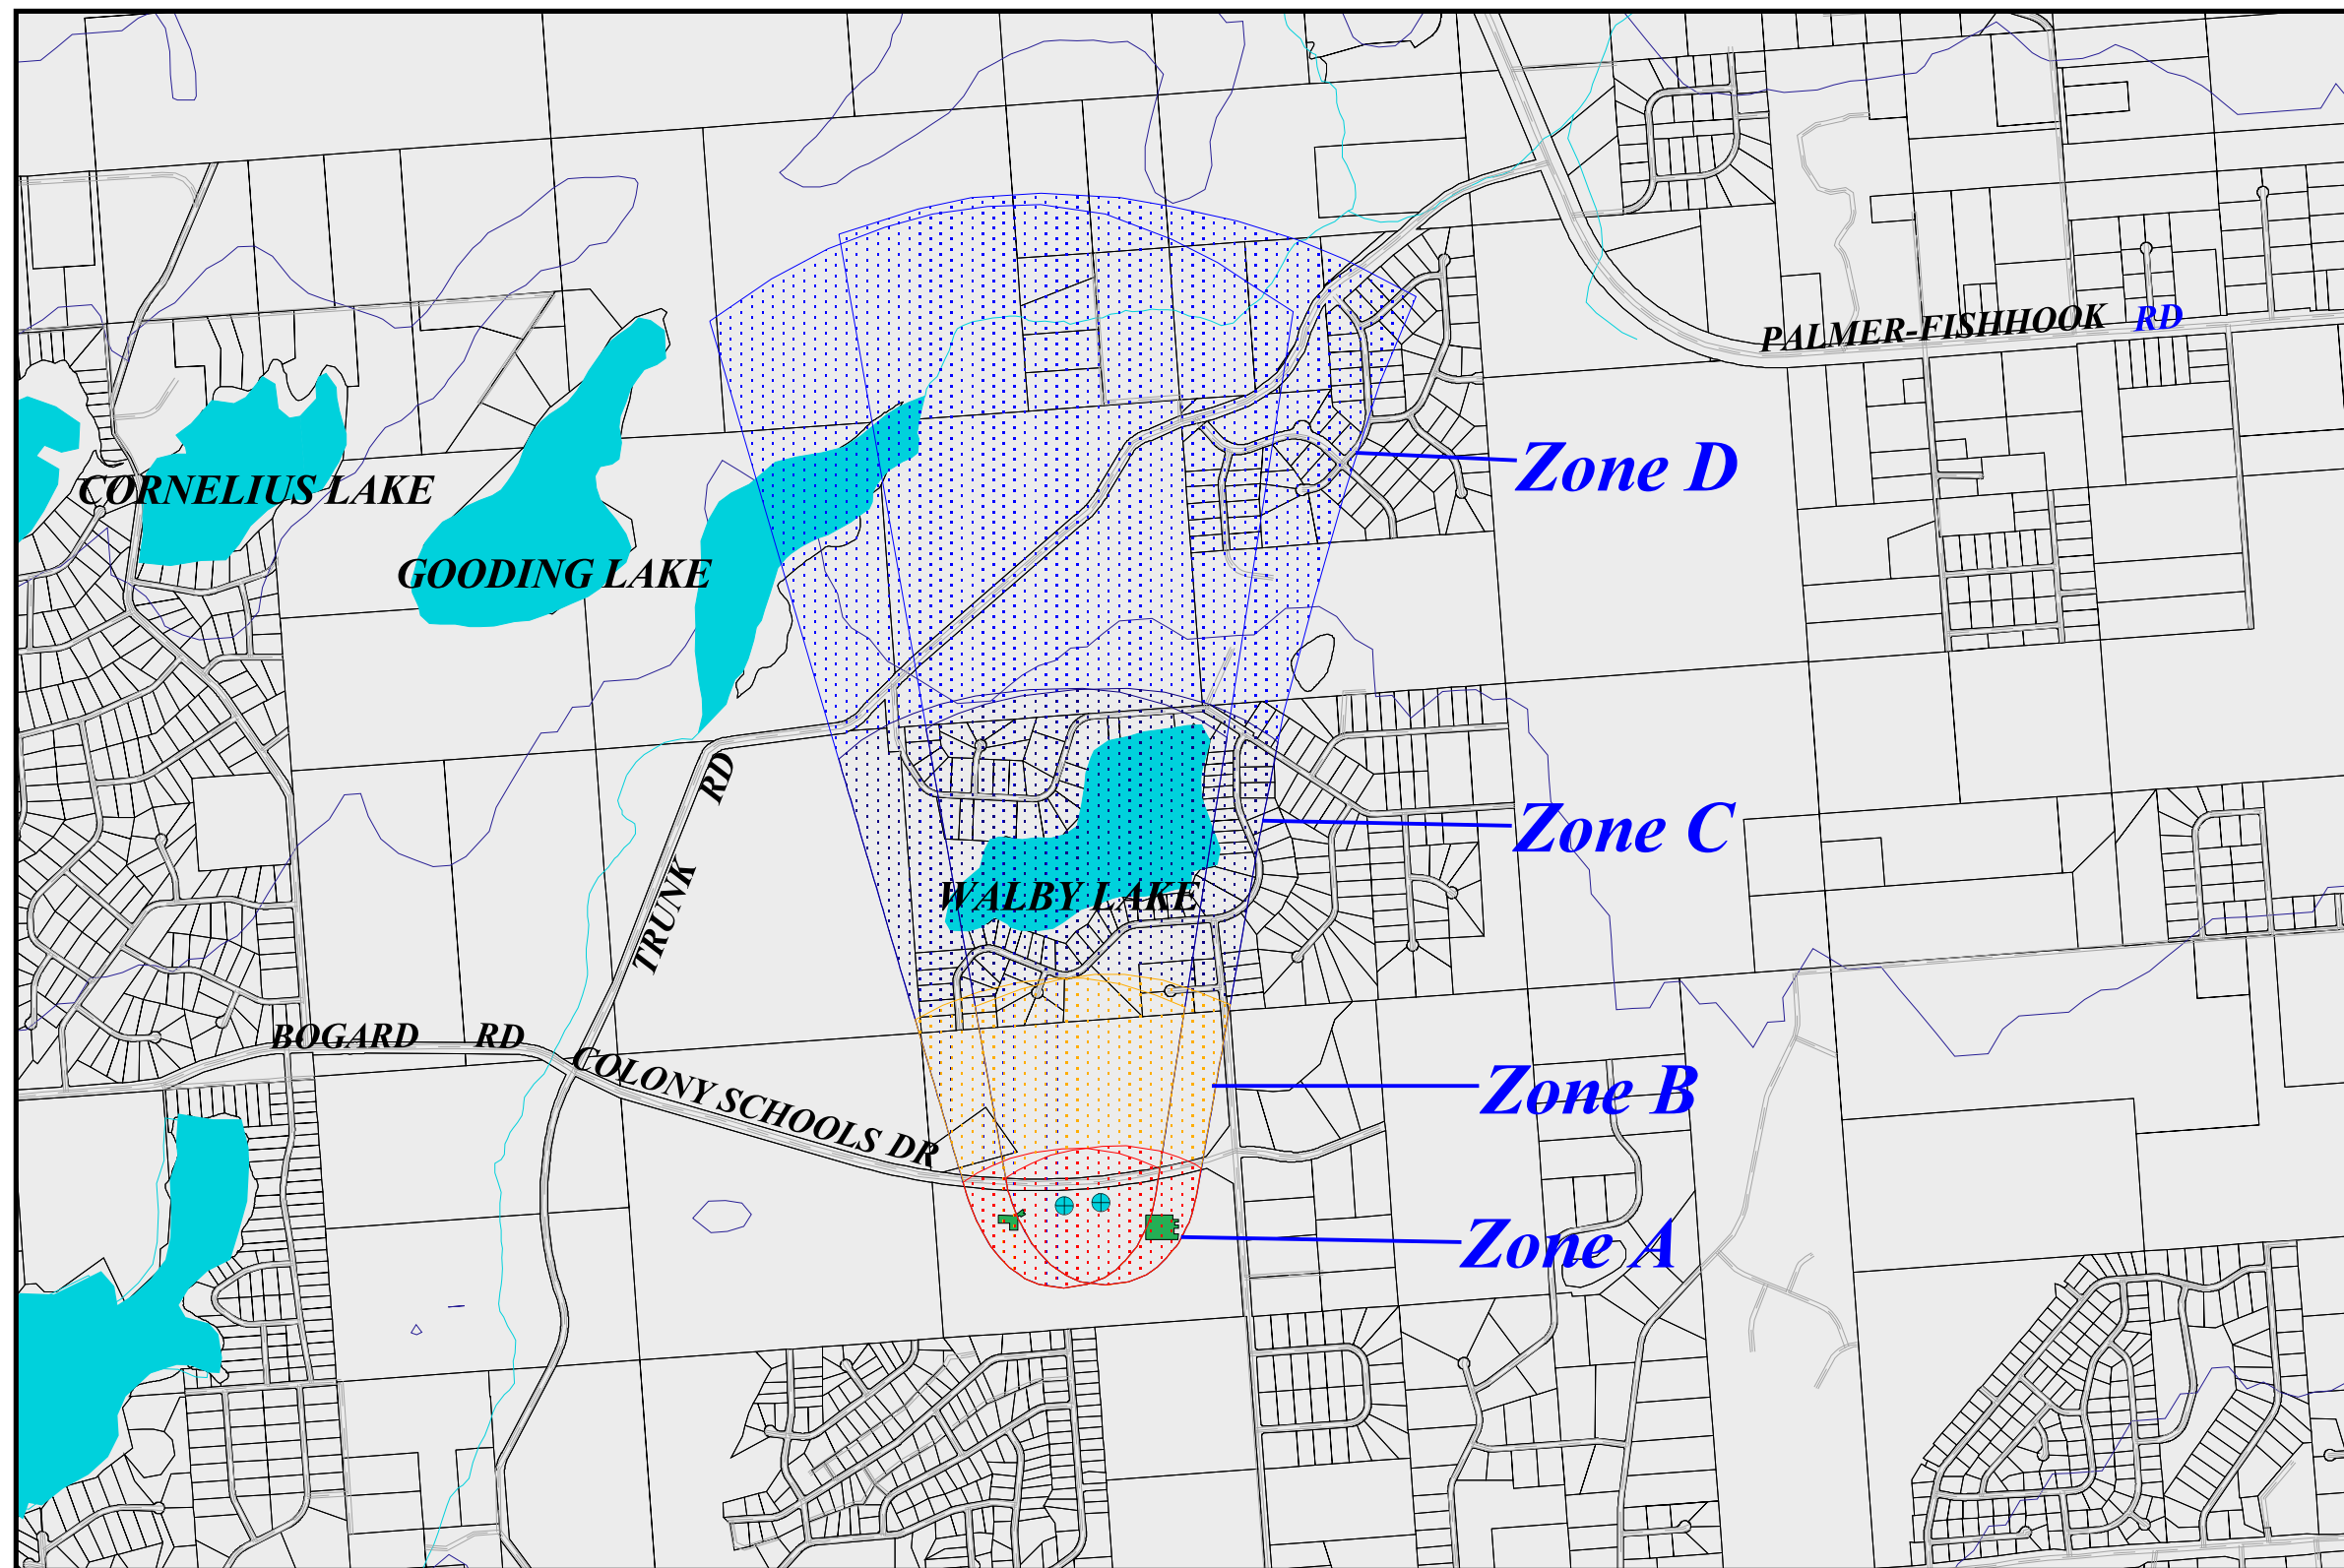 PALMER-FISHHOOK RD
Zone D
CORNELIUS LAKE
GOODING LAKE
TRUNK RD
Zone C
WALBY LAKE
BOGARD RD
COLONY SCHOOLS DR
Zone B
Zone A